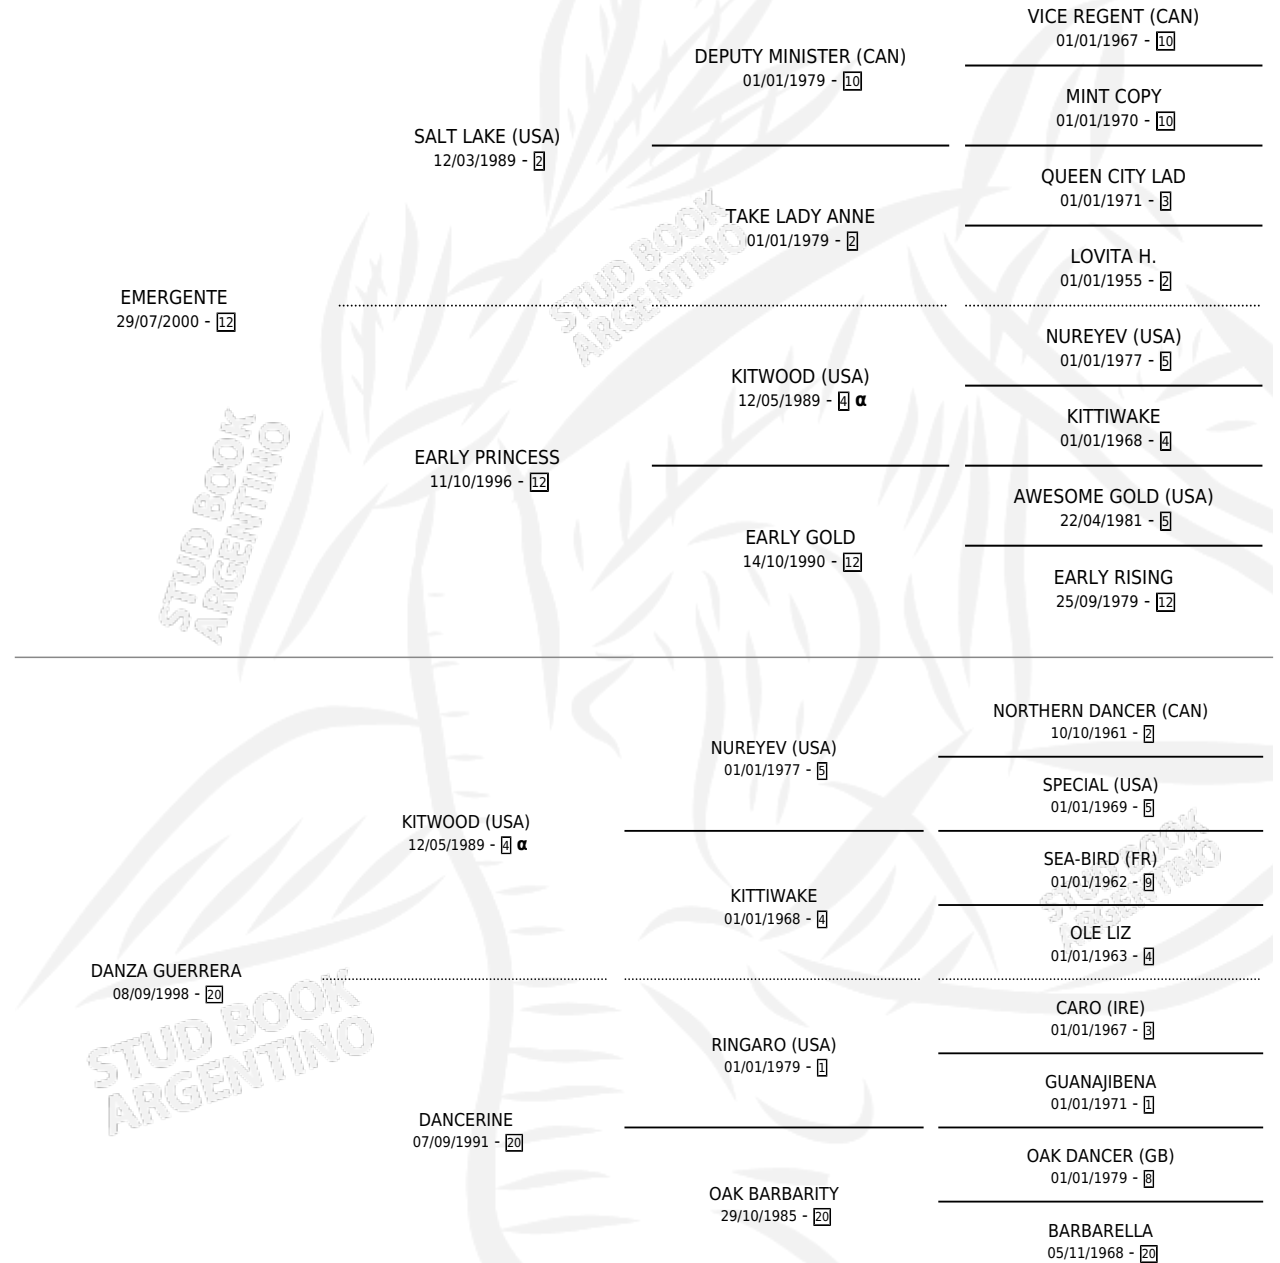 VICE REGENT (CAN)
01/01/1967 - 10
DEPUTY MINISTER (CAN)
01/01/1979 - 10
MINT COPY
01/01/1970 - 10
SALT LAKE (USA)
12/03/1989 - 2
QUEEN CITY LAD
01/01/1971 - 3
TAKE LADY ANNE
01/01/1979 - 2
LOVITA H.
01/01/1955 - 2
EMERGENTE
29/07/2000 - 12
NUREYEV (USA)
01/01/1977 - 5
KITWOOD (USA)
12/05/1989 - 4 α
KITTIWAKE
01/01/1968 - 4
EARLY PRINCESS
11/10/1996 - 12
AWESOME GOLD (USA)
22/04/1981 - 5
EARLY GOLD
14/10/1990 - 12
EARLY RISING
25/09/1979 - 12
STUD BOOK
ARGENTINO
STUD BOOK
ARGENTINO
NORTHERN DANCER (CAN)
10/10/1961 - 2
NUREYEV (USA)
01/01/1977 - 5
SPECIAL (USA)
01/01/1969 - 5
KITWOOD (USA)
12/05/1989 - 4 α
SEA-BIRD (FR)
01/01/1962 - 9
KITTIWAKE
01/01/1968 - 4
OLE LIZ
01/01/1963 - 4
DANZA GUERRERA
08/09/1998 - 20
CARO (IRE)
01/01/1967 - 3
RINGARO (USA)
01/01/1979 - 1
GUANAJIBENA
01/01/1971 - 1
DANCERINE
07/09/1991 - 20
OAK DANCER (GB)
01/01/1979 - 8
OAK BARBARITY
29/10/1985 - 20
BARBARELLA
05/11/1968 - 20
STUD BOOK
ARGENTINO
STUD BOOK
ARGENTINO